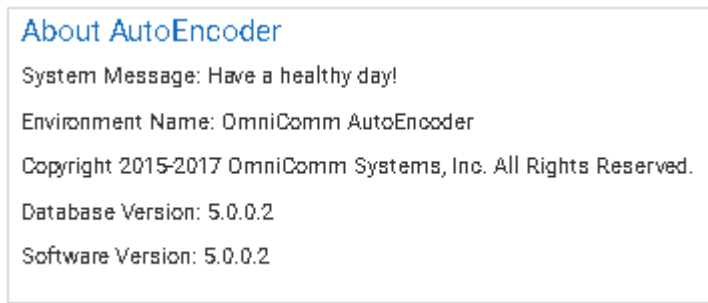 About AutoEncoder
System Message: Have a healthy day!
Environment Name: OmniComm AutoEncoder
Copyright 2015-2017 OmniComm Systems, Inc. All Rights Reserved.
Database Version: 5.0.0.2
Software Version: 5.0.0.2